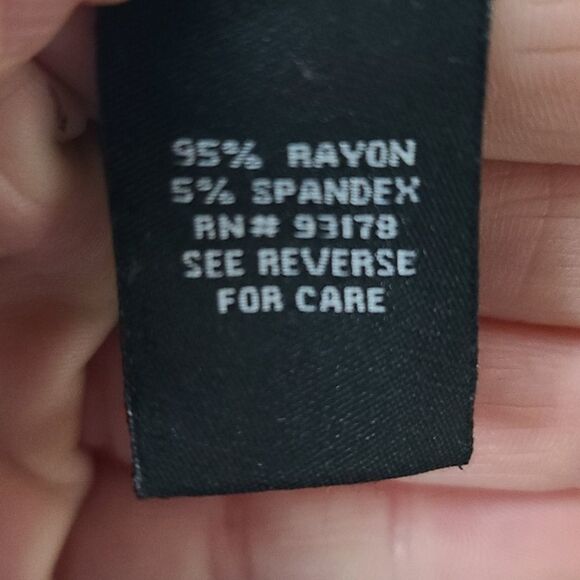 95% RAYON
5% SPANDEX
RN# 93178
SEE REVERSE
FOR CARE